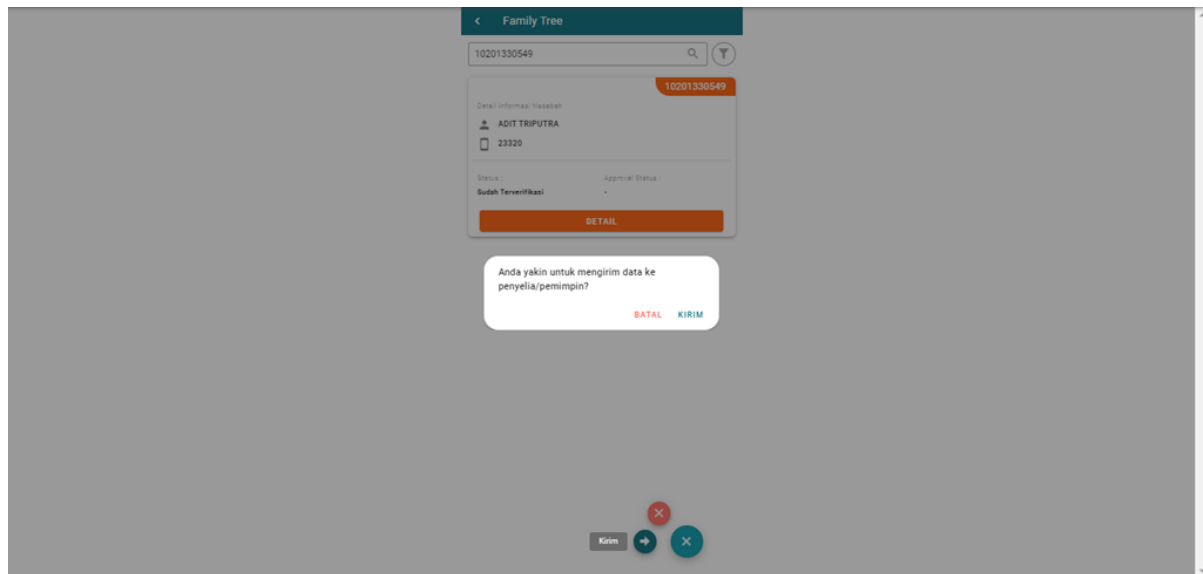 Family Tree
10201330549
10201330549
Detail Informasi Nasabah
ADIT TRIPUTRA
23320
Status : Approval Status :
Sudah Terverifikasi -
DETAIL
Anda yakin untuk mengirim data ke
penyelia/pemimpin?
BATAL KIRIM
Kirim